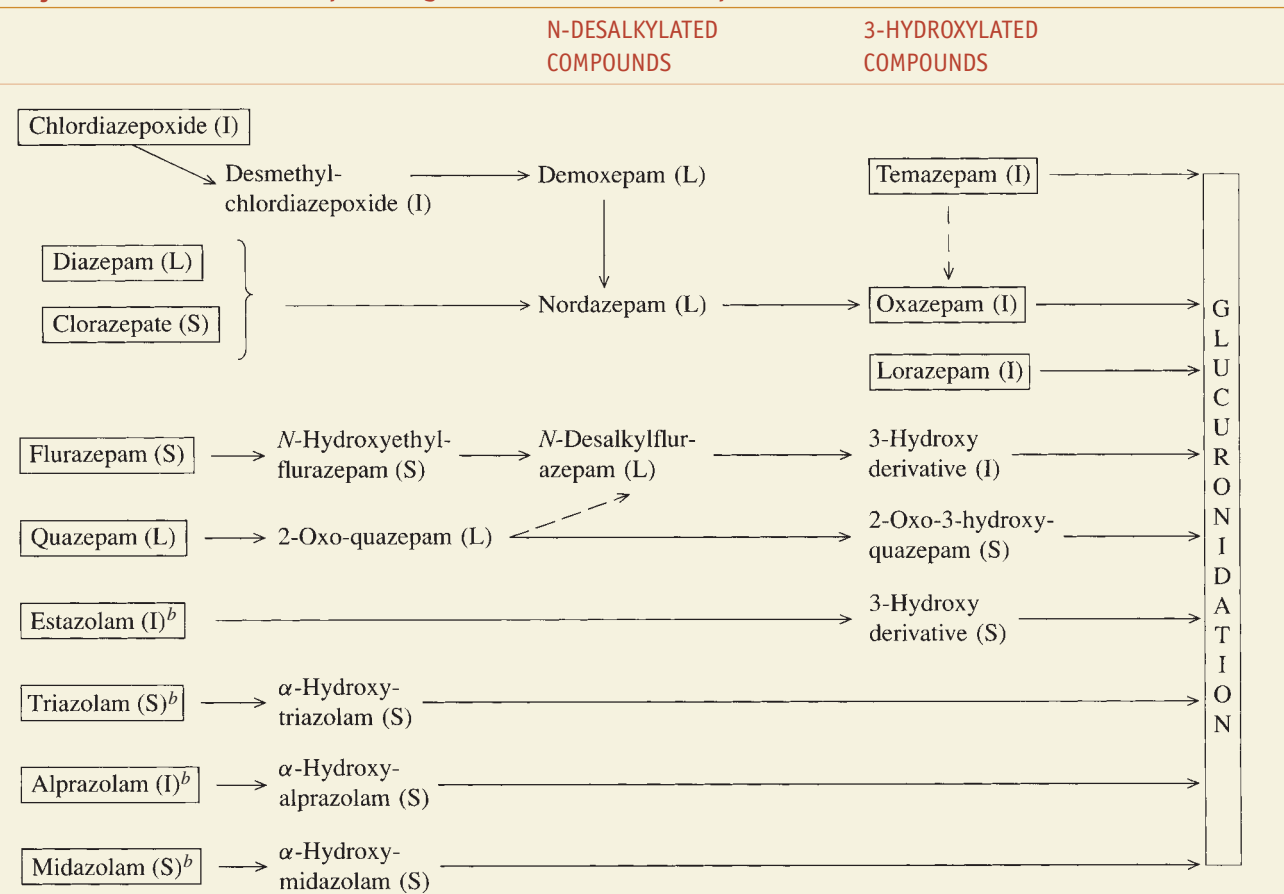 N-DESALKYLATED
COMPOUNDS
3-HYDROXYLATED
COMPOUNDS
Chlordiazepoxide (I)
Desmethyl-
chlordiazepoxide (I)
Demoxepam (L)
Temazepam (I)
Diazepam (L)
Clorazepate (S)
Nordazepam (L)
Oxazepam (I)
Lorazepam (I)
Flurazepam (S)
N-Hydroxyethyl-
flurazepam (S)
N-Desalkylflur-
azepam (L)
3-Hydroxy
derivative (I)
Quazepam (L)
2-Oxo-quazepam (L)
2-Oxo-3-hydroxy-
quazepam (S)
Estazolam (I)b
3-Hydroxy
derivative (S)
Triazolam (S)b
α-Hydroxy-
triazolam (S)
Alprazolam (I)b
α-Hydroxy-
alprazolam (S)
Midazolam (S)b
α-Hydroxy-
midazolam (S)
GLUCURONIDATION